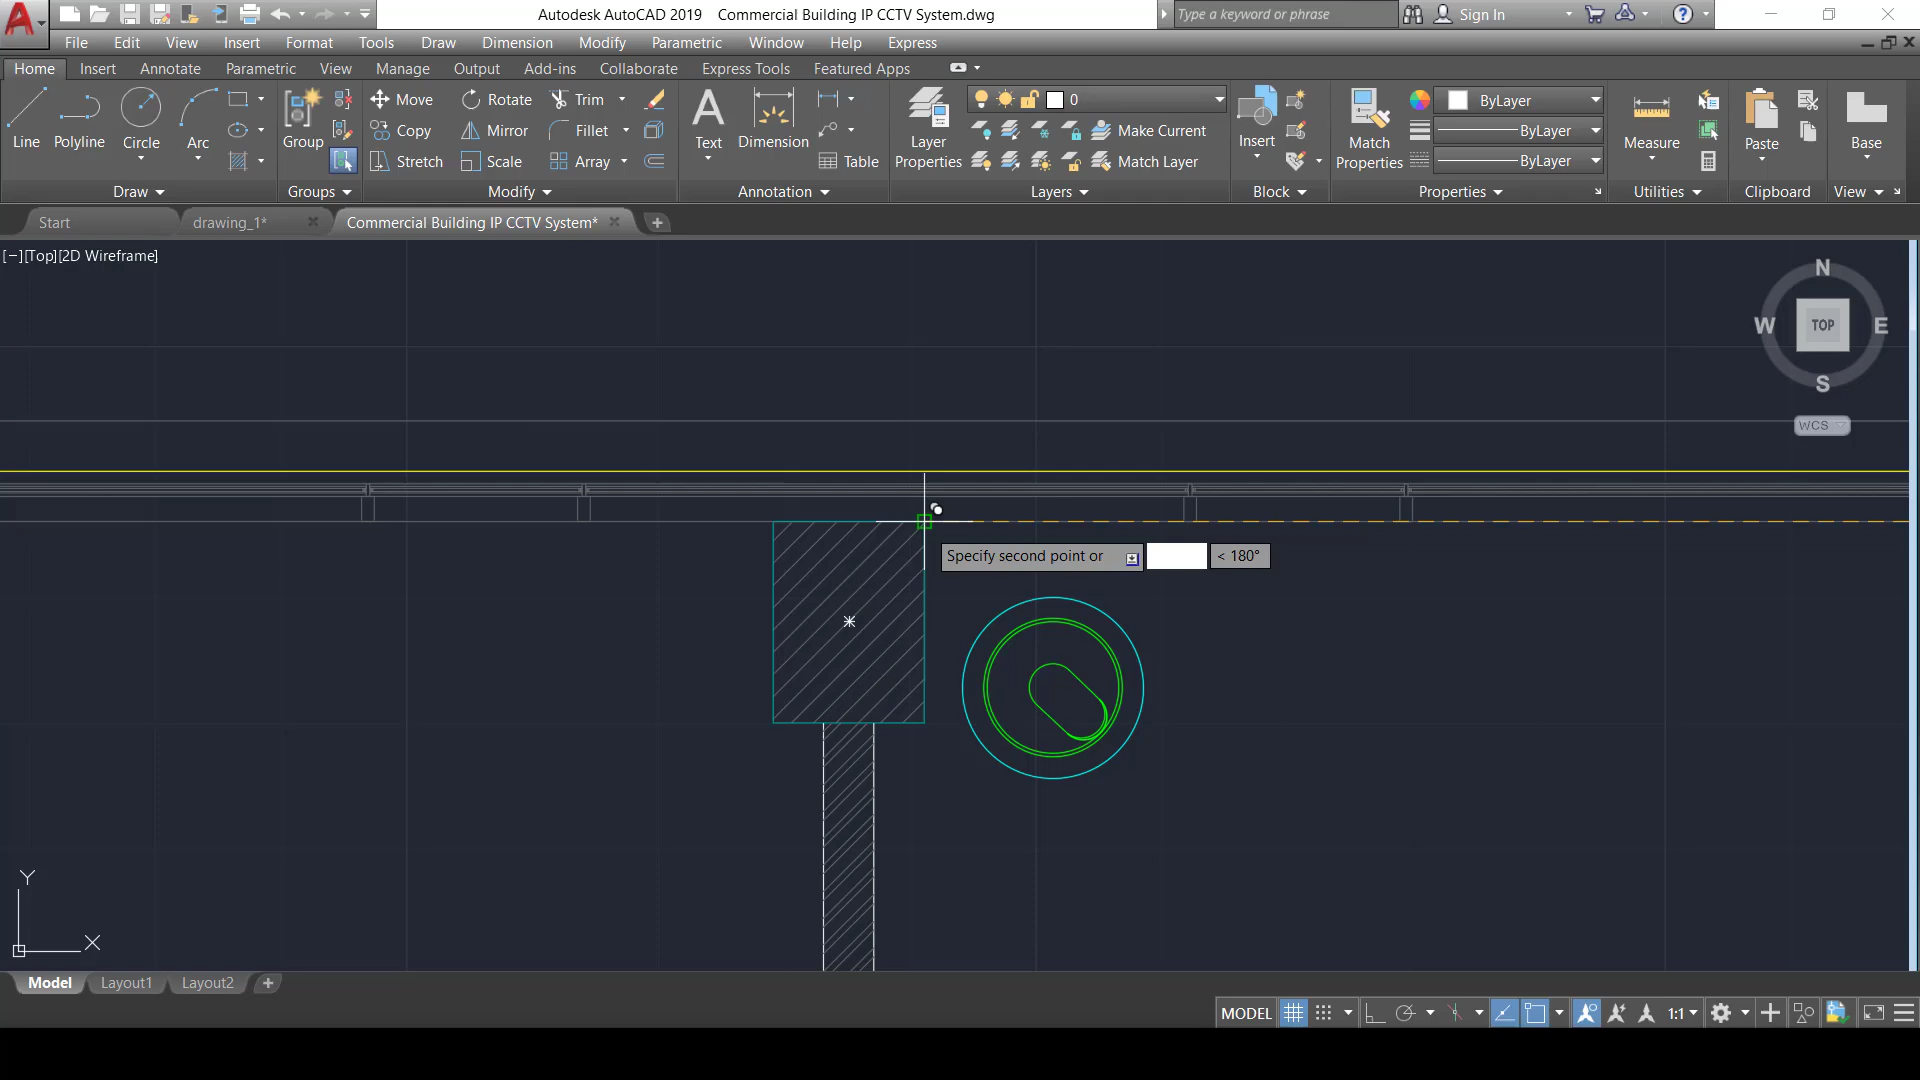 Autodesk AutoCAD 2019 Commercial Building IP CCTV System.dwg
Type a keyword or phrase
Sign In
File Edit View Insert Format Tools Draw Dimension Modify Parametric Window Help Express
Home Insert Annotate Parametric View Manage Output Add-ins Collaborate Express Tools Featured Apps
Line Polyline Circle Arc
Draw
Group
Groups
Move Rotate Trim
Copy Mirror Fillet
Stretch Scale Array
Modify
Text Dimension Table
Annotation
Layer Properties
0
Make Current
Match Layer
Layers
Insert
Block
Match Properties
ByLayer
ByLayer
ByLayer
Properties
Measure
Utilities
Paste
Clipboard
Base
View
Start drawing_1* Commercial Building IP CCTV System*
[−][Top][2D Wireframe]
N
W TOP E
S
WCS
Specify second point or < 180°
Y
X
Model Layout1 Layout2
MODEL 1:1